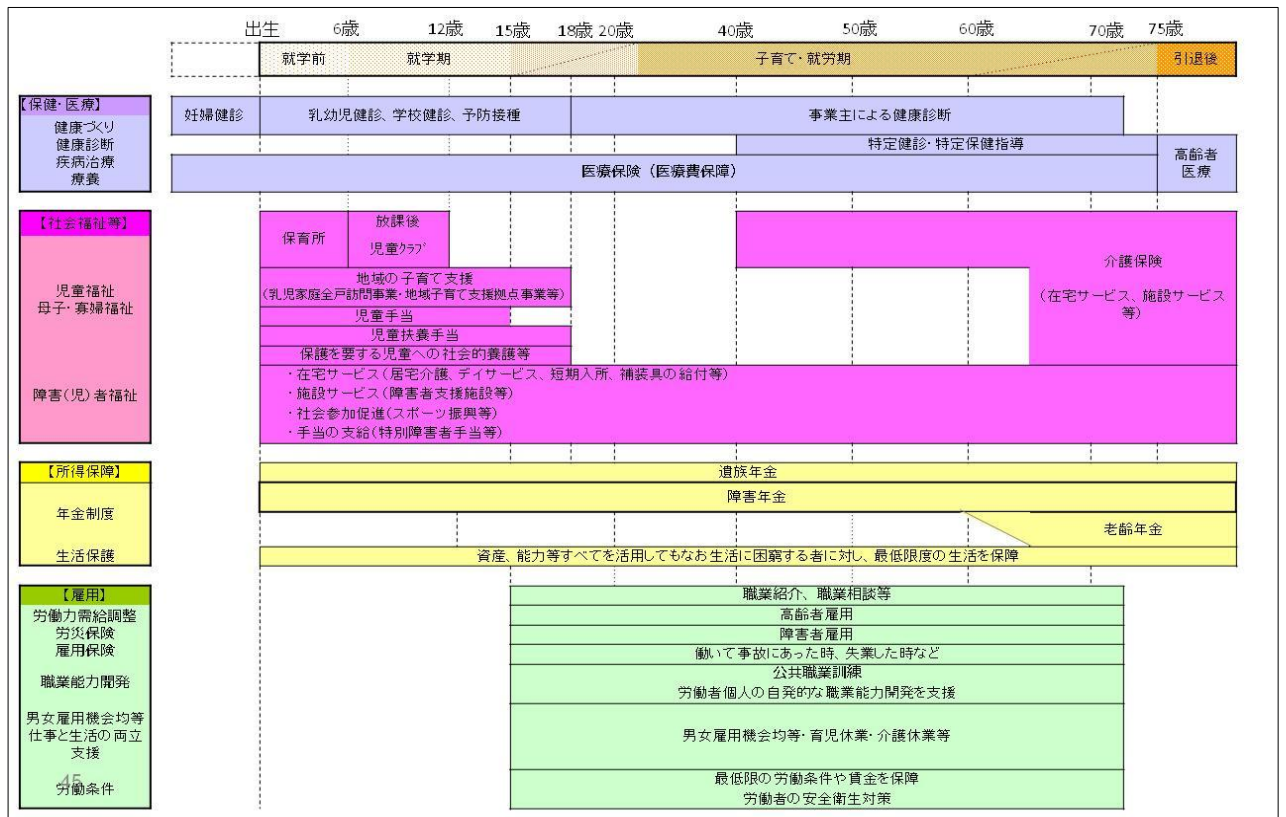 出生 6歳 12歳 15歳 18歳 20歳 40歳 50歳 60歳 70歳 75歳
就学前 就学期 子育て・就労期 引退後
【保健・医療】
健康づくり
健康診断
疾病治療
療養
妊婦健診 乳幼児健診、学校健診、予防接種 事業主による健康診断
特定健診・特定保健指導
医療保険（医療費保障）
高齢者
医療
【社会福祉等】
児童福祉
母子・寡婦福祉
障害(児)者福祉
保育所
放課後
児童クラブ
地域の子育て支援
(乳児家庭全戸訪問事業・地域子育て支援拠点事業等)
児童手当
児童扶養手当
保護を要する児童への社会的養護等
介護保険
(在宅サービス、施設サービス
等)
・在宅サービス(居宅介護、デイサービス、短期入所、補装具の給付等)
・施設サービス(障害者支援施設等)
・社会参加促進(スポーツ振興等)
・手当の支給(特別障害者手当等)
【所得保障】
年金制度
生活保護
遺族年金
障害年金
老齢年金
資産、能力等すべてを活用してもなお生活に困窮する者に対し、最低限度の生活を保障
【雇用】
労働力需給調整
労災保険
雇用保険
職業能力開発
男女雇用機会均等
仕事と生活の両立
支援
45
労働条件
職業紹介、職業相談等
高齢者雇用
障害者雇用
働いて事故にあった時、失業した時など
公共職業訓練
労働者個人の自発的な職業能力開発を支援
男女雇用機会均等・育児休業・介護休業等
最低限の労働条件や賃金を保障
労働者の安全衛生対策